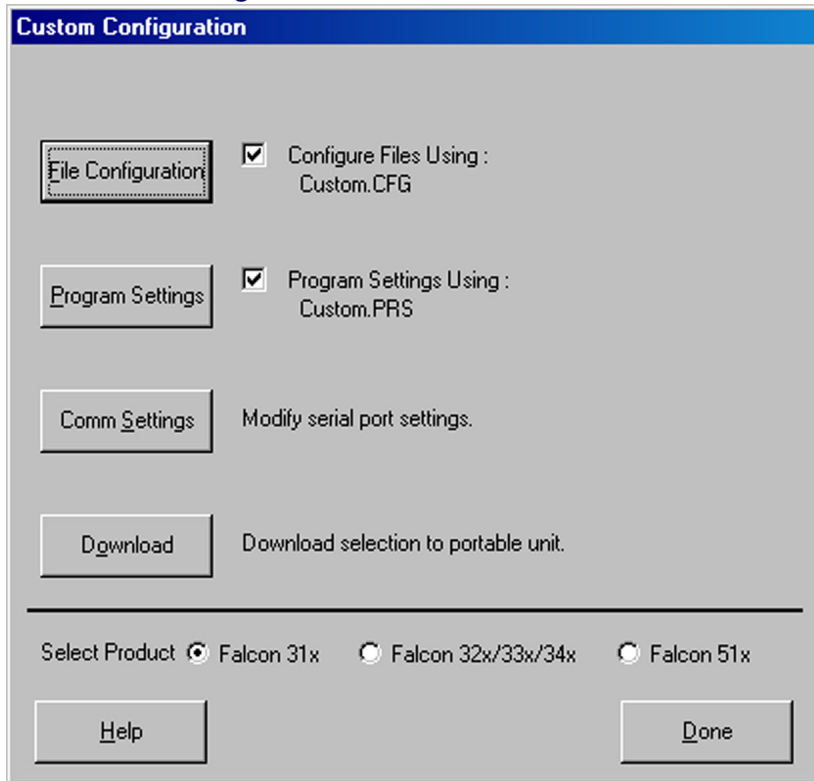 Custom Configuration
File Configuration
Configure Files Using :
Custom.CFG
Program Settings
Program Settings Using :
Custom.PRS
Comm Settings
Modify serial port settings.
Download
Download selection to portable unit.
Select Product Falcon 31x Falcon 32x/33x/34x Falcon 51x
Help
Done